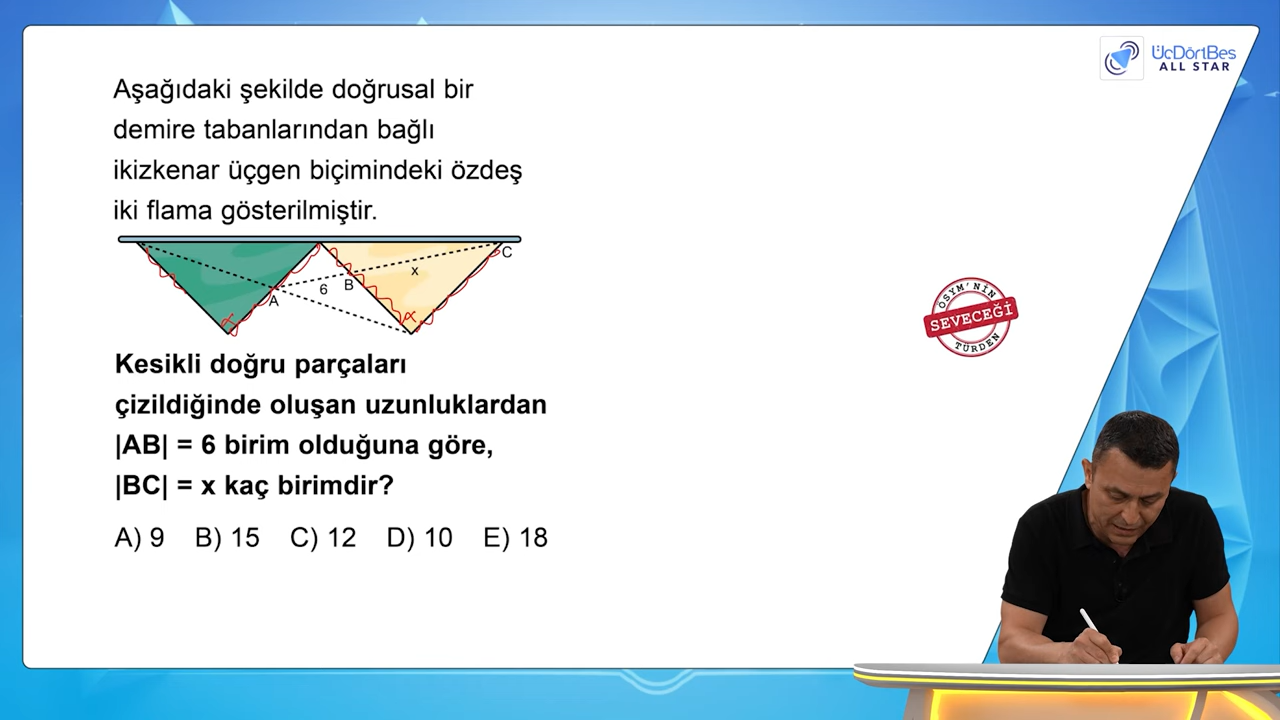 ÜçDörtBeş
ALL STAR
Aşağıdaki şekilde doğrusal bir
demire tabanlarından bağlı
ikizkenar üçgen biçimindeki özdeş
iki flama gösterilmiştir.
C
x
B
6
A
α
α
Kesikli doğru parçaları
çizildiğinde oluşan uzunluklardan
|AB| = 6 birim olduğuna göre,
|BC| = x kaç birimdir?
A) 9 B) 15 C) 12 D) 10 E) 18
ÖSYM'NİN
SEVECEĞİ
TÜRDEN